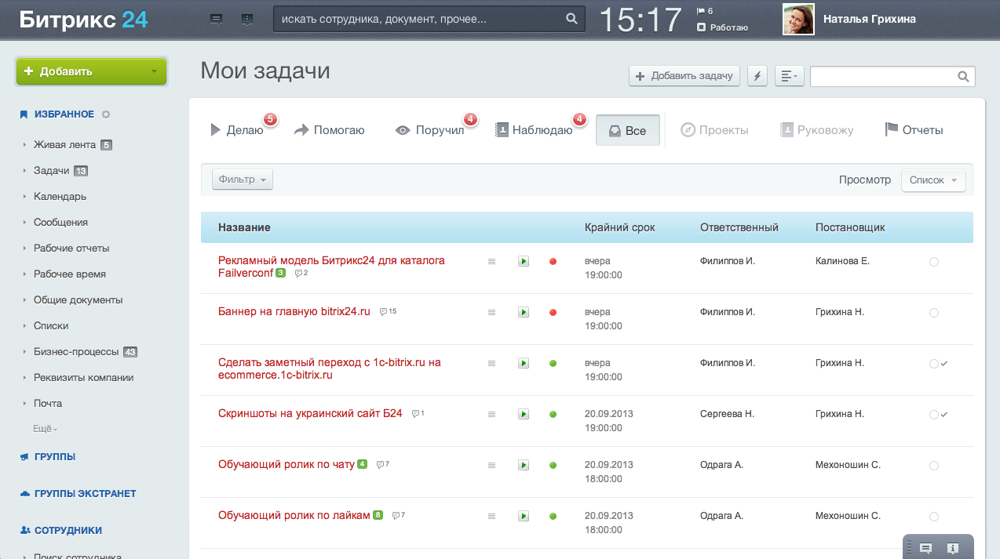 Битрикс 24
искать сотрудника, документ, прочее...
15:17
6
Работаю
Наталья Грихина
Добавить
ИЗБРАННОЕ
Живая лента 5
Задачи 13
Календарь
Сообщения
Рабочие отчеты
Рабочее время
Общие документы
Списки
Бизнес-процессы 43
Реквизиты компании
Почта
Ещё
ГРУППЫ
ГРУППЫ ЭКСТРАНЕТ
СОТРУДНИКИ
Поиск сотрудника
Мои задачи
Добавить задачу
Делаю 5
Помогаю
Поручил 4
Наблюдаю 4
Все
Проекты
Руковожу
Отчеты
Фильтр
Просмотр
Список
Название Крайний срок Ответственный Постановщик
Рекламный модель Битрикс24 для каталога
Failverconf 3 2
вчера
19:00:00
Филиппов И.
Калинова Е.
Баннер на главную bitrix24.ru 15
вчера
19:00:00
Филиппов И.
Грихина Н.
Сделать заметный переход с 1c-bitrix.ru на
ecommerce.1c-bitrix.ru
вчера
19:00:00
Филиппов И.
Грихина Н.
Скриншоты на украинский сайт Б24 1
20.09.2013
19:00:00
Сергеева Н.
Грихина Н.
Обучающий ролик по чату 4 7
20.09.2013
18:00:00
Одрага А.
Мехоношин С.
Обучающий ролик по лайкам 8 7
20.09.2013
18:00:00
Одрага А.
Мехоношин С.